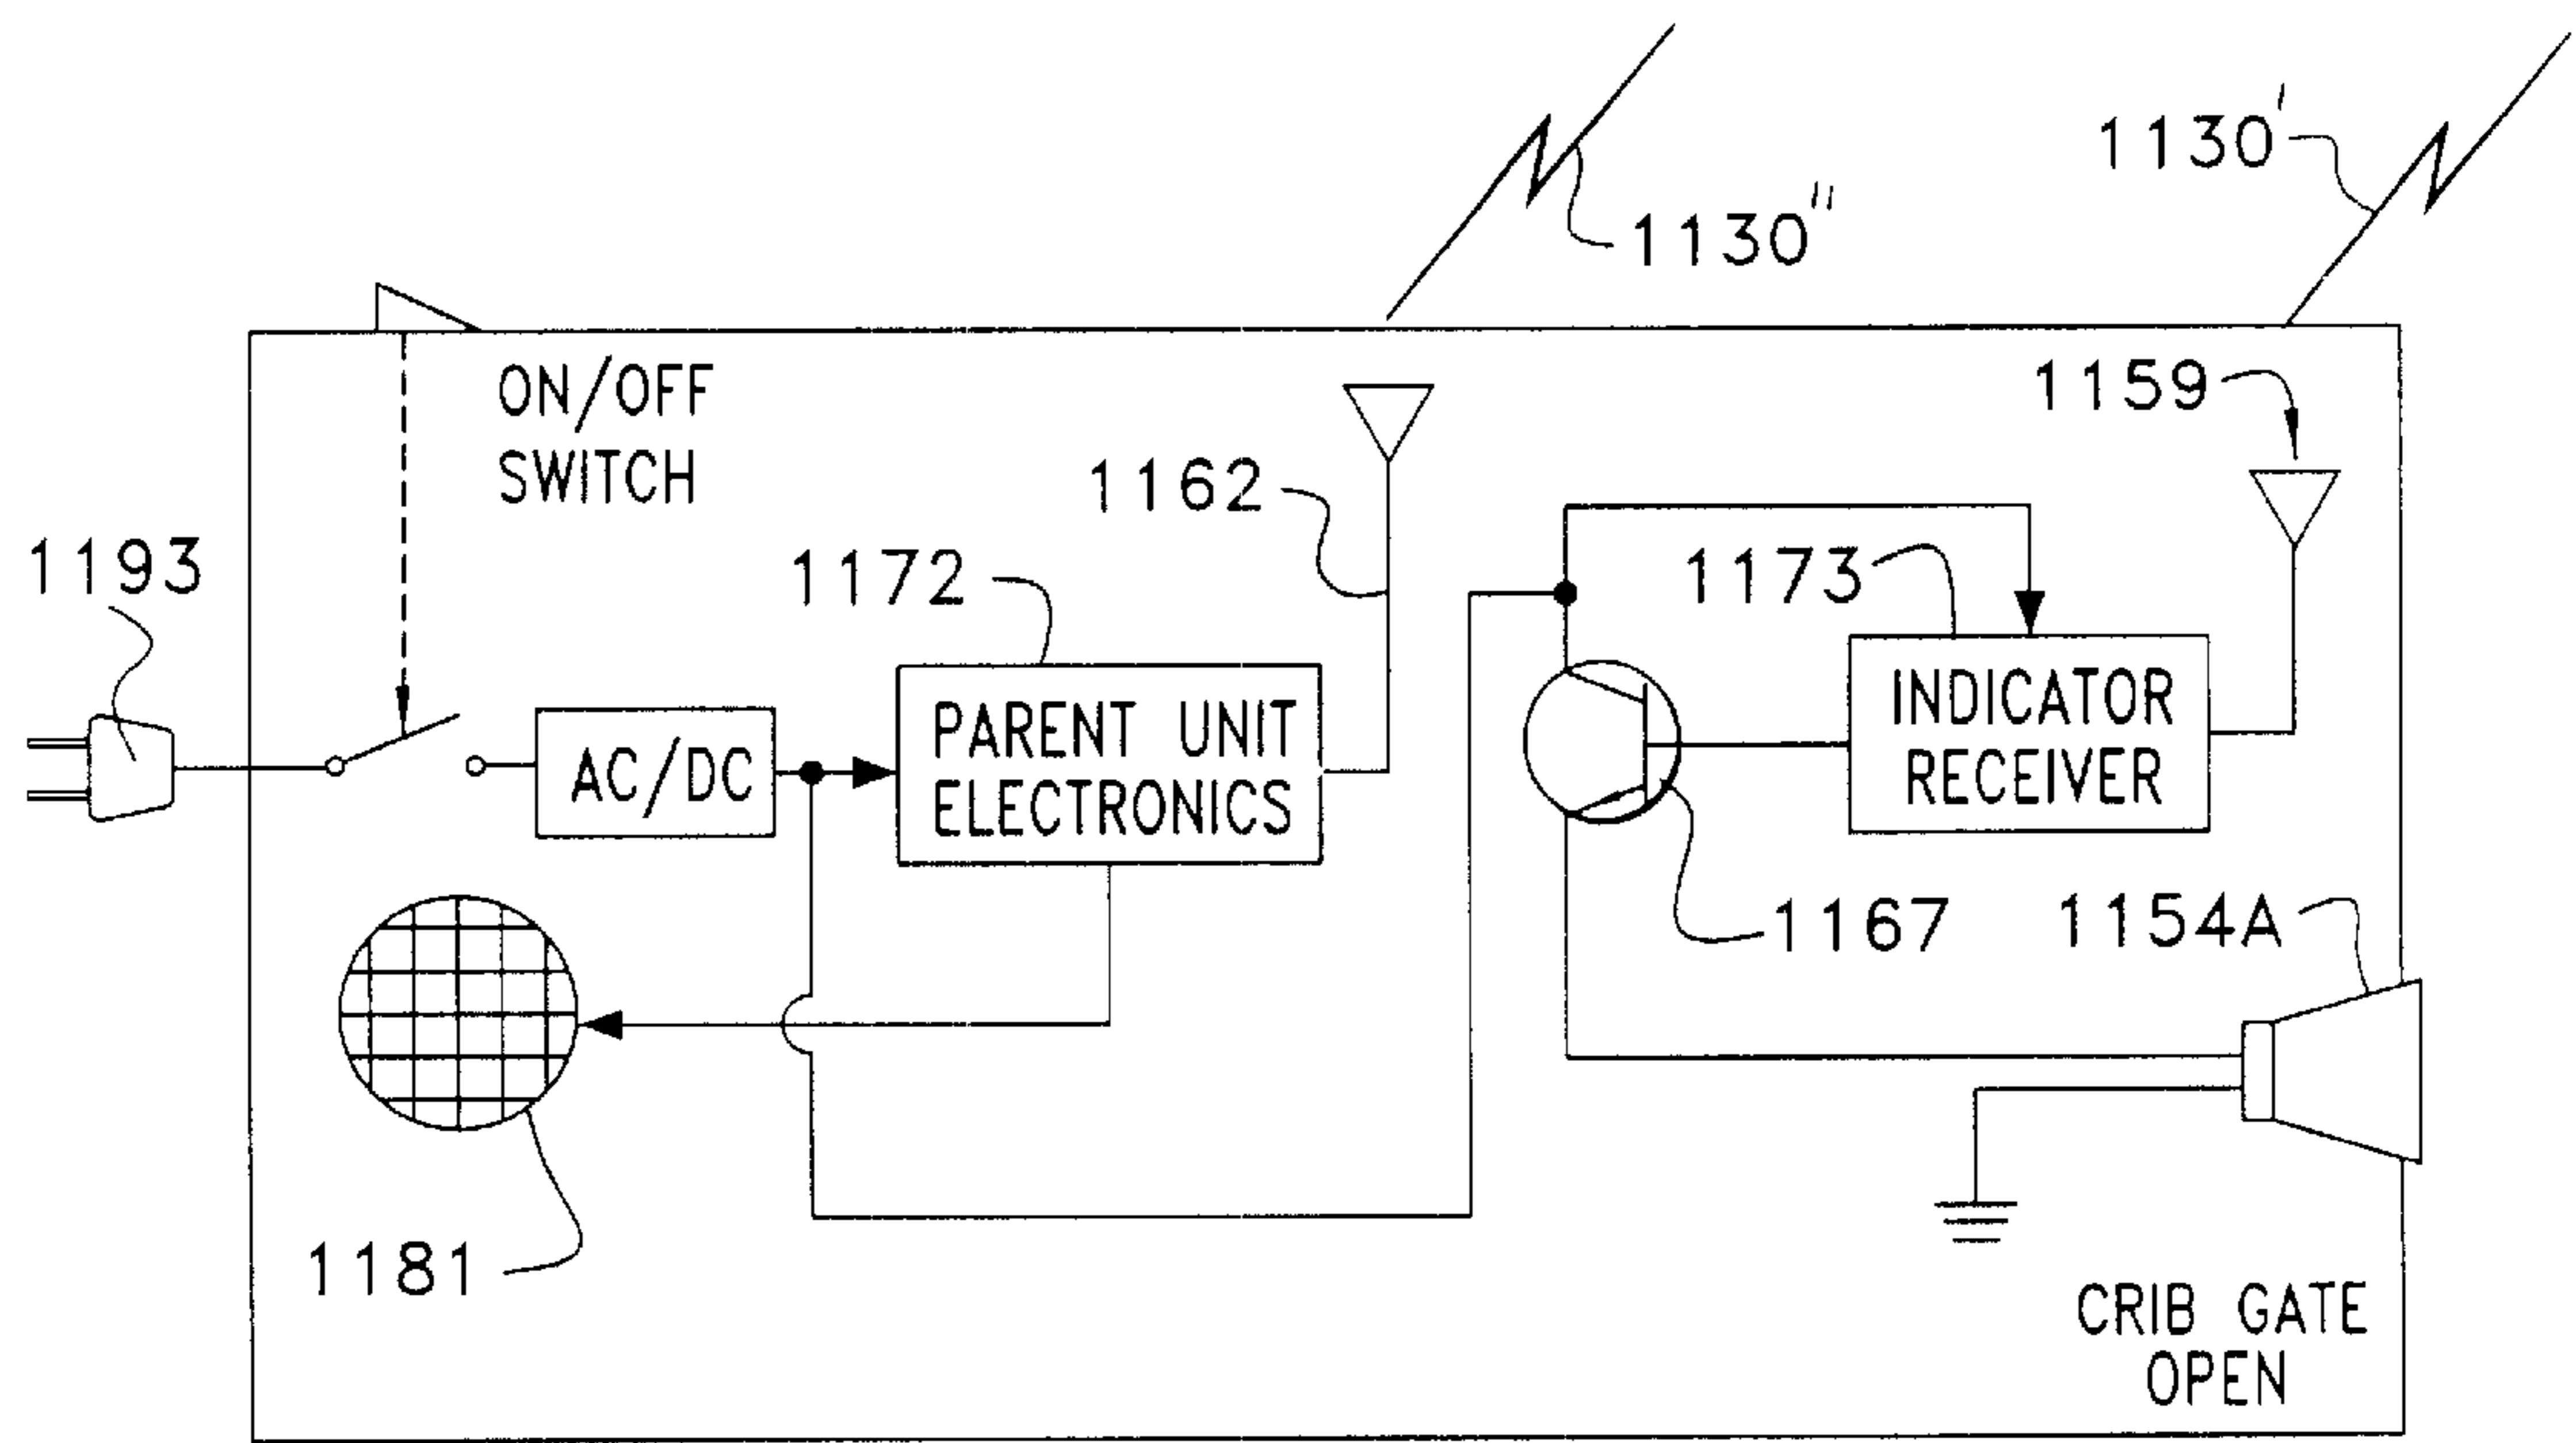 1130'
1130"
1159
ON/OFF
SWITCH
1162
1193
1172
1173
PARENT UNIT
ELECTRONICS
INDICATOR
RECEIVER
AC/DC
1167
1154A
1181
CRIB GATE
OPEN